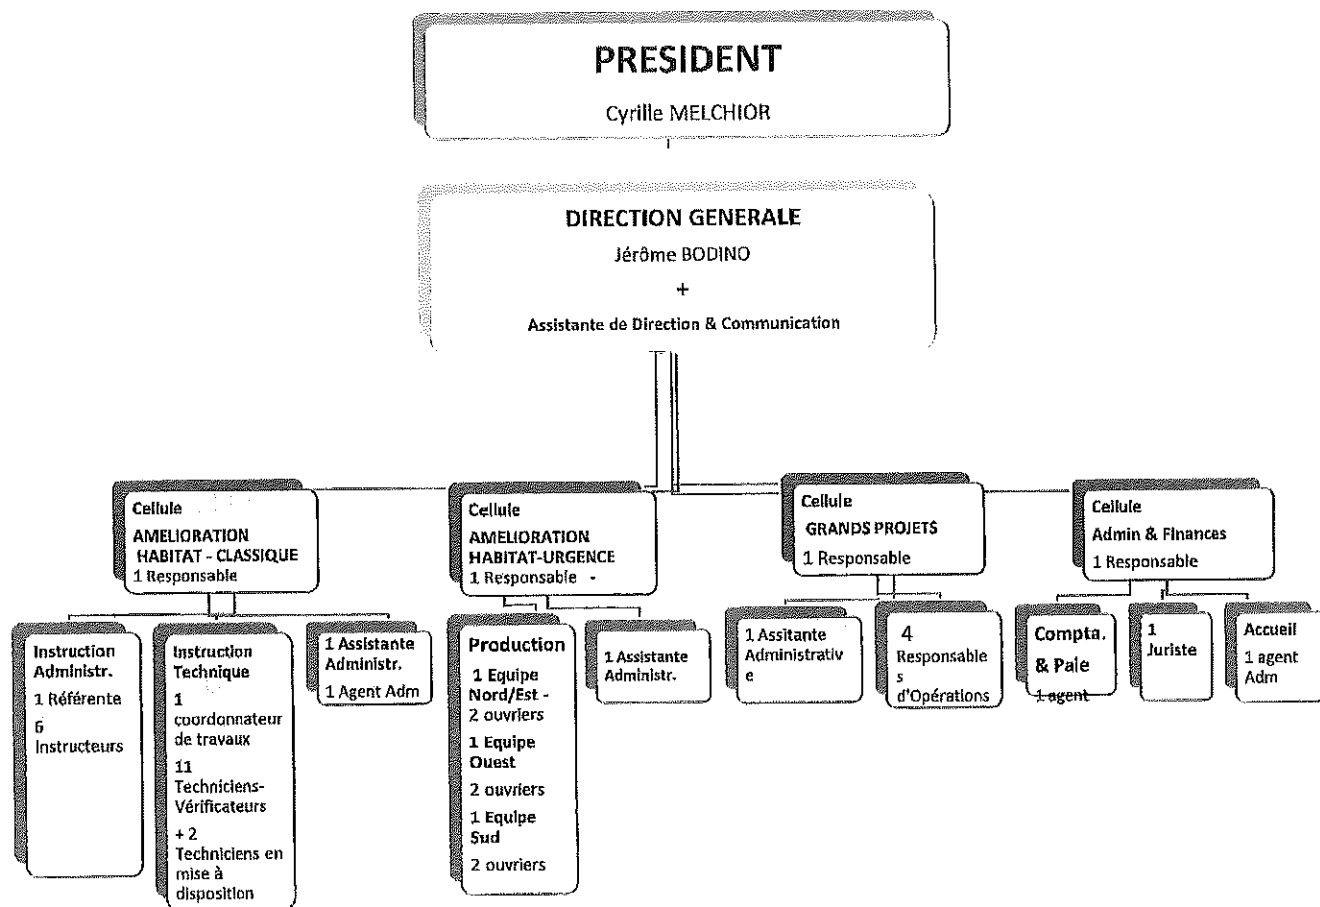 PRESIDENT
Cyrille MELCHIOR
DIRECTION GENERALE
Jérôme BODINO
+
Assistante de Direction & Communication
Cellule
AMELIORATION
HABITAT - CLASSIQUE
1 Responsable
Cellule
AMELIORATION
HABITAT-URGENCE
1 Responsable -
Cellule
GRANDS PROJETS
1 Responsable
Cellule
Admin & Finances
1 Responsable
Instruction
Administr.
1 Référente
6
Instructeurs
Instruction
Technique
1
coordonnateur
de travaux
11
Techniciens-
Vérificateurs
+ 2
Techniciens en
mise à
disposition
1 Assistante
Administr.
1 Agent Adm
Production
1 Equipe
Nord/Est -
2 ouvriers
1 Equipe
Ouest
2 ouvriers
1 Equipe
Sud
2 ouvriers
1 Assistante
Administr.
1 Assitante
Administrativ
e
4
Responsable
s
d'Opérations
Compta.
& Paie
1 agent
1
Juriste
Accueil
1 agent
Adm